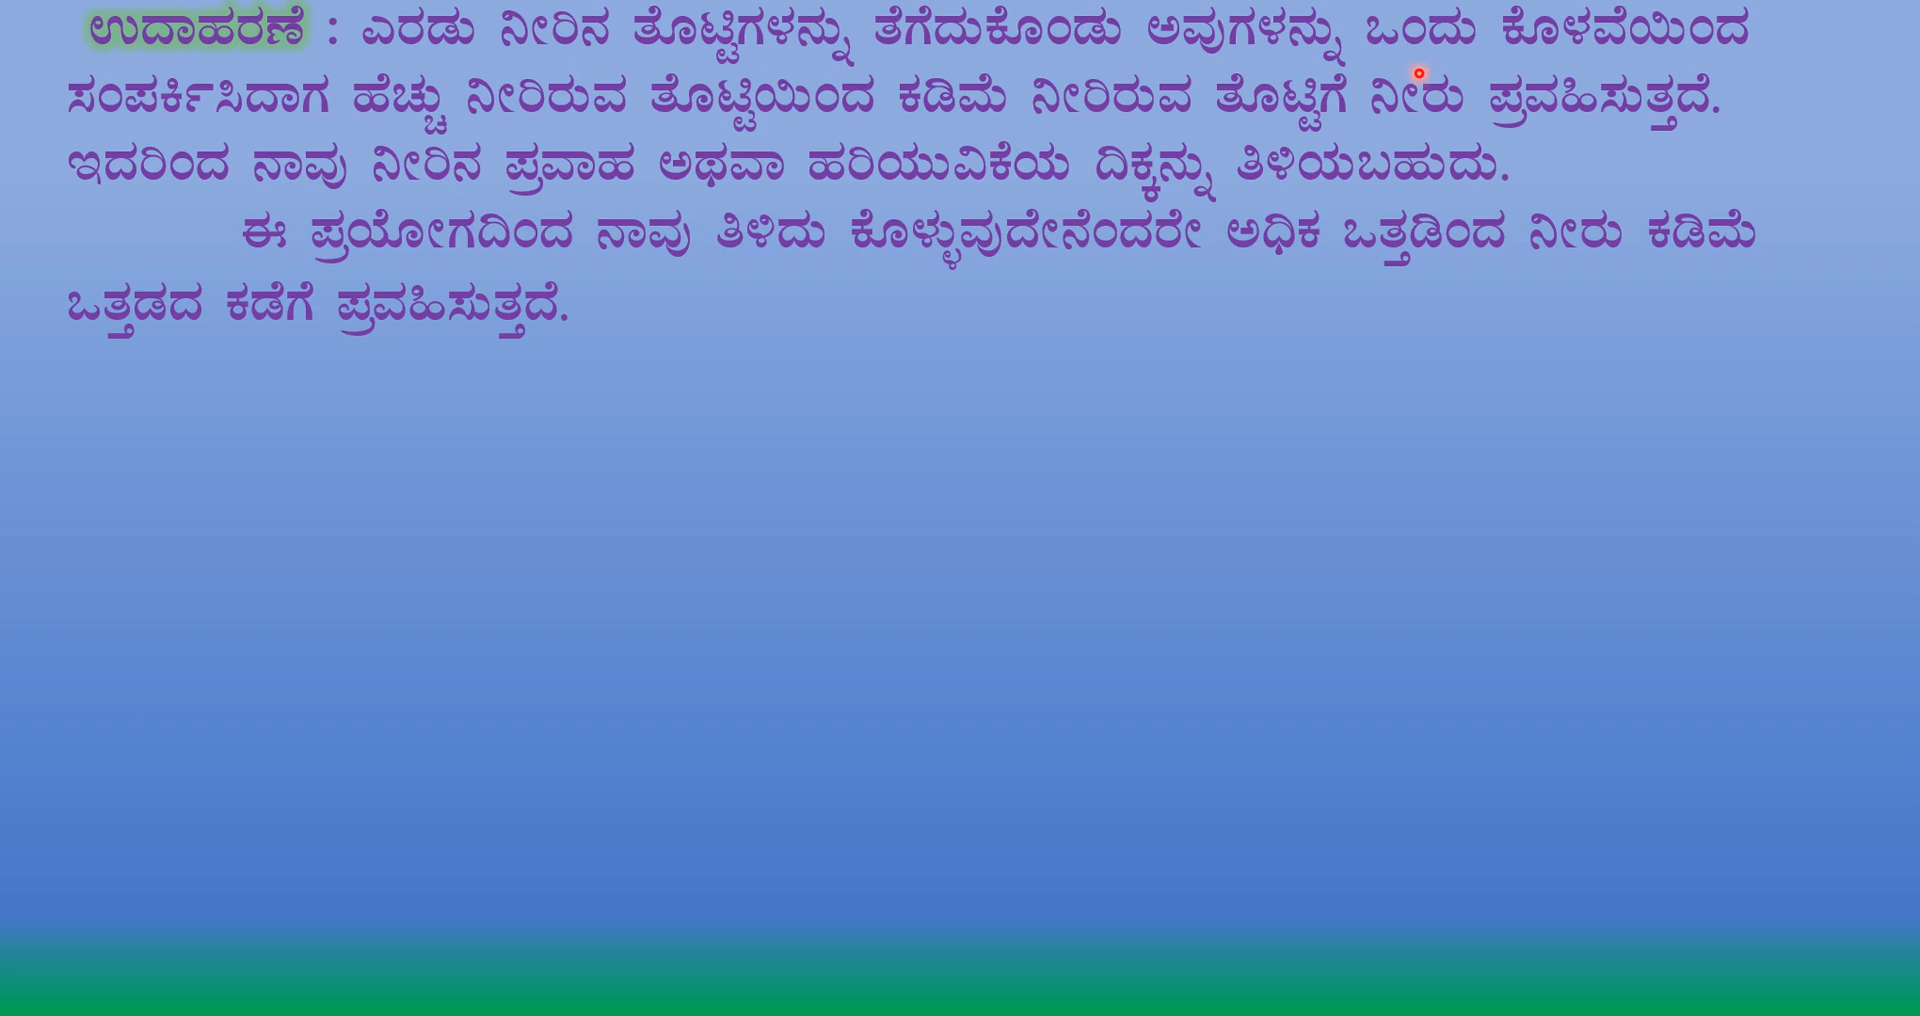 ಉದಾಹರಣೆ : ಎರಡು ನೀರಿನ ತೊಟ್ಟಿಗಳನ್ನು ತೆಗೆದುಕೊಂಡು ಅವುಗಳನ್ನು ಒಂದು ಕೊಳವೆಯಿಂದ
ಸಂಪರ್ಕಿಸಿದಾಗ ಹೆಚ್ಚು ನೀರಿರುವ ತೊಟ್ಟಿಯಿಂದ ಕಡಿಮೆ ನೀರಿರುವ ತೊಟ್ಟಿಗೆ ನೀರು ಪ್ರವಹಿಸುತ್ತದೆ.
ಇದರಿಂದ ನಾವು ನೀರಿನ ಪ್ರವಾಹ ಅಥವಾ ಹರಿಯುವಿಕೆಯ ದಿಕ್ಕನ್ನು ತಿಳಿಯಬಹುದು.
ಈ ಪ್ರಯೋಗದಿಂದ ನಾವು ತಿಳಿದು ಕೊಳ್ಳುವುದೇನೆಂದರೇ ಅಧಿಕ ಒತ್ತಡಿಂದ ನೀರು ಕಡಿಮೆ
ಒತ್ತಡದ ಕಡೆಗೆ ಪ್ರವಹಿಸುತ್ತದೆ.